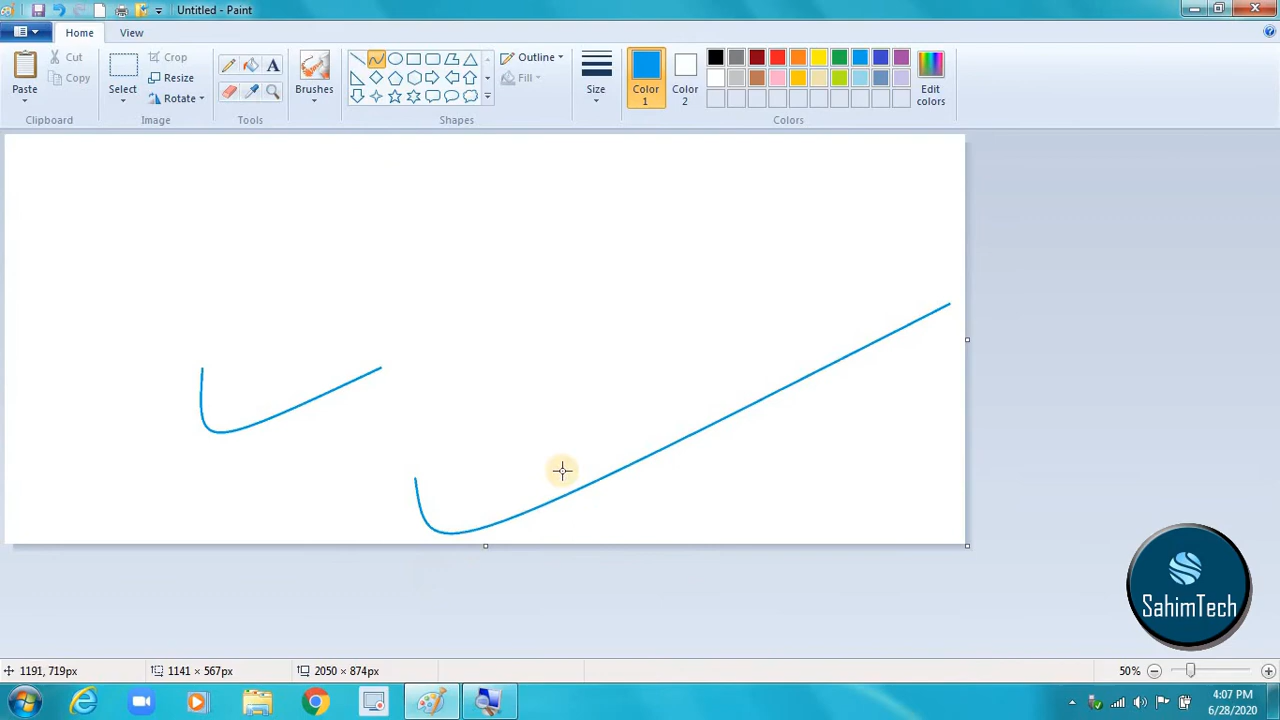 Untitled - Paint
Home View
Paste
Cut
Copy
Clipboard
Select
Crop
Resize
Rotate
Image
A
Tools
Brushes
Outline
Fill
Shapes
Size
Color
1
Color
2
Edit
colors
Colors
SahimTech
1191, 719px
1141 × 567px
2050 × 874px
50%
4:07 PM
6/28/2020